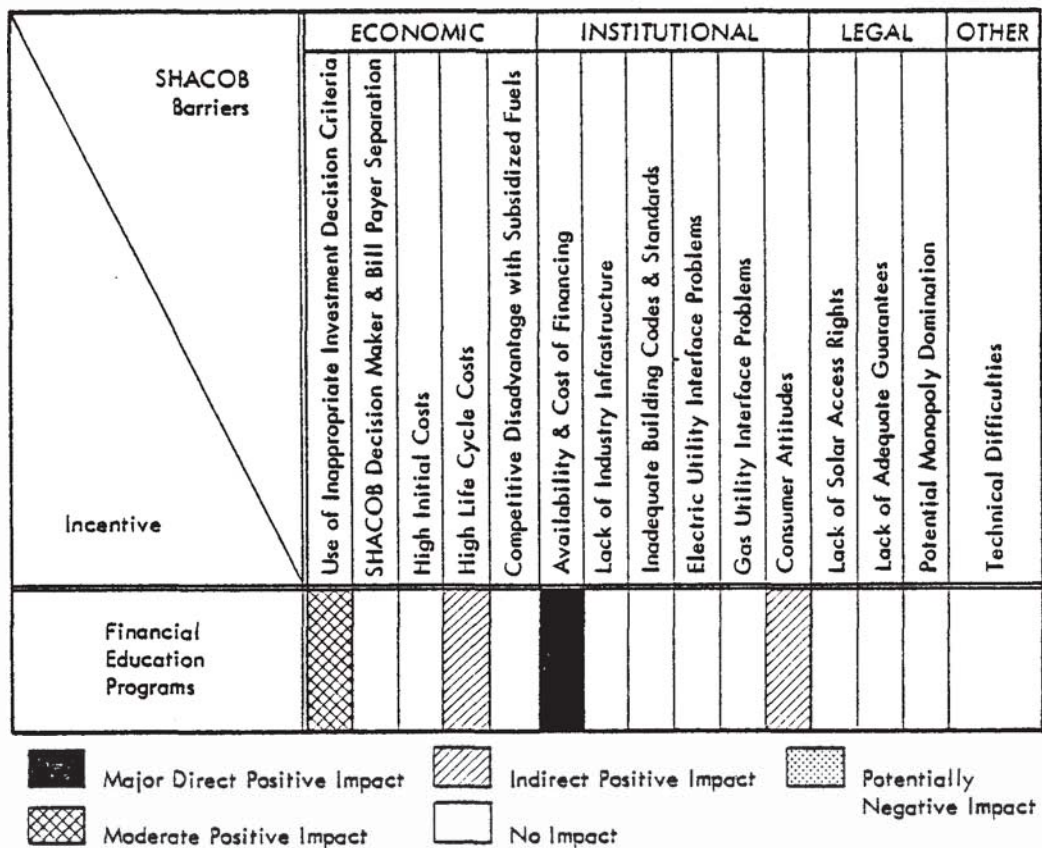 ECONOMIC
INSTITUTIONAL
LEGAL
OTHER
SHACOB
Barriers
Incentive
Use of Inappropriate Investment Decision Criteria
SHACOB Decision Maker & Bill Payer Separation
High Initial Costs
High Life Cycle Costs
Competitive Disadvantage with Subsidized Fuels
Availability & Cost of Financing
Lack of Industry Infrastructure
Inadequate Building Codes & Standards
Electric Utility Interface Problems
Gas Utility Interface Problems
Consumer Attitudes
Lack of Solar Access Rights
Lack of Adequate Guarantees
Potential Monopoly Domination
Technical Difficulties
Financial
Education
Programs
Major Direct Positive Impact
Indirect Positive Impact
Potentially
Negative Impact
Moderate Positive Impact
No Impact